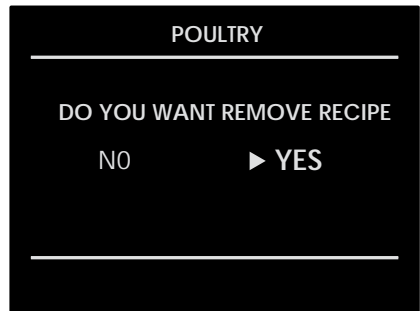 POULTRY
DO YOU WANT REMOVE RECIPE
N0 ▶ YES